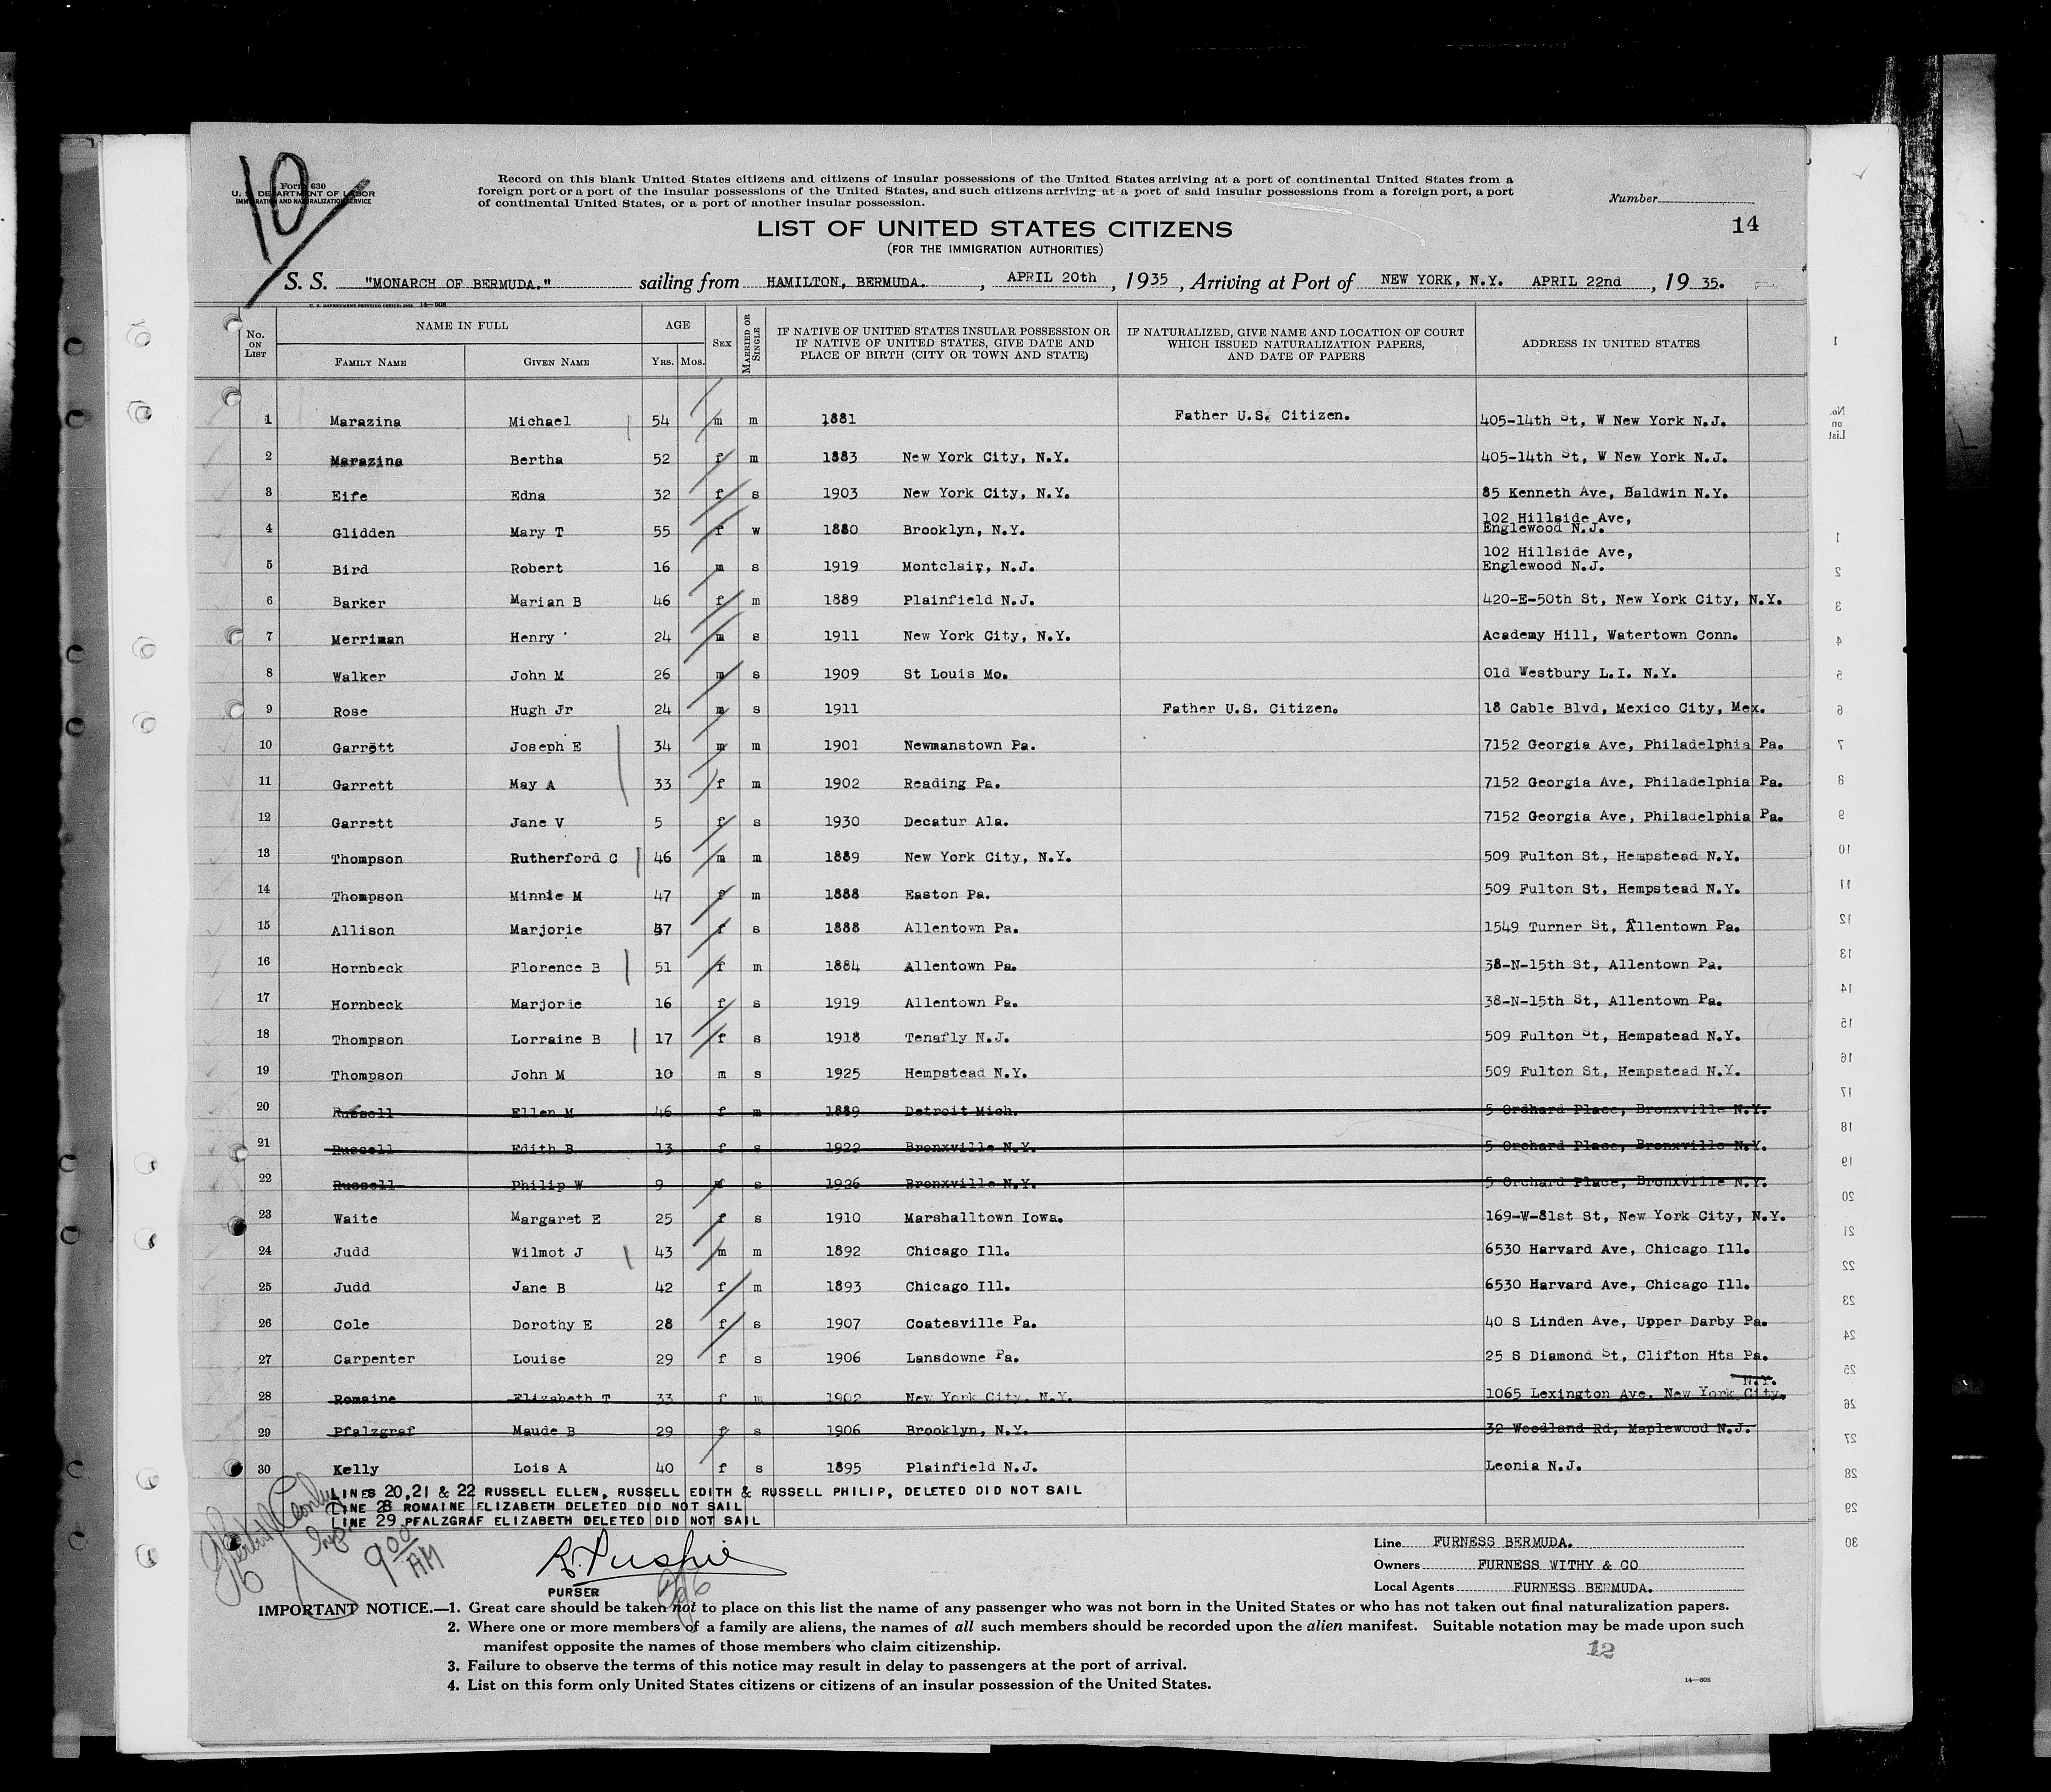 10
Form 630
U. S. DEPARTMENT OF LABOR
IMMIGRATION AND NATURALIZATION SERVICE
Record on this blank United States citizens and citizens of insular possessions of the United States arriving at a port of continental United States from a
foreign port or a port of the insular possessions of the United States, and such citizens arriving at a port of said insular possessions from a foreign port, a port
of continental United States, or a port of another insular possession.
Number
14
LIST OF UNITED STATES CITIZENS
(FOR THE IMMIGRATION AUTHORITIES)
S. S. "MONARCH OF BERMUDA." sailing from HAMILTON, BERMUDA. , APRIL 20th , 1935 , Arriving at Port of NEW YORK, N.Y. APRIL 22nd , 19 35.
U. S. GOVERNMENT PRINTING OFFICE: 14—608
No. ON LIST NAME IN FULL AGE SEX MARRIED OR SINGLE IF NATIVE OF UNITED STATES INSULAR POSSESSION OR IF NATIVE OF UNITED STATES, GIVE DATE AND PLACE OF BIRTH (CITY OR TOWN AND STATE) IF NATURALIZED, GIVE NAME AND LOCATION OF COURT WHICH ISSUED NATURALIZATION PAPERS, AND DATE OF PAPERS ADDRESS IN UNITED STATES
FAMILY NAME GIVEN NAME YRS. MOS.
1 Marazina Michael 54 m m 1881 Father U.S. Citizen. 405-14th St, W New York N.J.
2 Marazina Bertha 52 f m 1883 New York City, N.Y. 405-14th St, W New York N.J.
3 Eife Edna 32 f s 1903 New York City, N.Y. 85 Kenneth Ave, Baldwin N.Y.
4 Glidden Mary T 55 f w 1880 Brooklyn, N.Y. 102 Hillside Ave, Englewood N.J.
5 Bird Robert 16 m s 1919 Montclair, N.J. 102 Hillside Ave, Englewood N.J.
6 Barker Marian B 46 f m 1889 Plainfield N.J. 420-E-50th St, New York City, N.Y.
7 Merriman Henry 24 m s 1911 New York City, N.Y. Academy Hill, Watertown Conn.
8 Walker John M 26 m s 1909 St Louis Mo. Old Westbury L.I. N.Y.
9 Rose Hugh Jr 24 m s 1911 Father U.S. Citizen. 18 Cable Blvd, Mexico City, Mex.
10 Garrett Joseph E 34 m m 1901 Newmanstown Pa. 7152 Georgia Ave, Philadelphia Pa.
11 Garrett May A 33 f m 1902 Reading Pa. 7152 Georgia Ave, Philadelphia Pa.
12 Garrett Jane V 5 f s 1930 Decatur Ala. 7152 Georgia Ave, Philadelphia Pa.
13 Thompson Rutherford C 46 m m 1889 New York City, N.Y. 509 Fulton St, Hempstead N.Y.
14 Thompson Minnie M 47 f m 1888 Easton Pa. 509 Fulton St, Hempstead N.Y.
15 Allison Marjorie 47 f s 1888 Allentown Pa. 1549 Turner St, Allentown Pa.
16 Hornbeck Florence B 51 f m 1884 Allentown Pa. 38-N-15th St, Allentown Pa.
17 Hornbeck Marjorie 16 f s 1919 Allentown Pa. 38-N-15th St, Allentown Pa.
18 Thompson Lorraine B 17 f s 1918 Tenafly N.J. 509 Fulton St, Hempstead N.Y.
19 Thompson John M 10 m s 1925 Hempstead N.Y. 509 Fulton St, Hempstead N.Y.
20 Russell Ellen M 46 f m 1889 Detroit Mich. 5 Orchard Place, Bronxville N.Y.
21 Russell Edith B 13 f s 1922 Bronxville N.Y. 5 Orchard Place, Bronxville N.Y.
22 Russell Philip W 9 m s 1926 Bronxville N.Y. 5 Orchard Place, Bronxville N.Y.
23 Waite Margaret E 25 f s 1910 Marshalltown Iowa. 169-W-81st St, New York City, N.Y.
24 Judd Wilmot J 43 m m 1892 Chicago Ill. 6530 Harvard Ave, Chicago Ill.
25 Judd Jane B 42 f m 1893 Chicago Ill. 6530 Harvard Ave, Chicago Ill.
26 Cole Dorothy E 28 f s 1907 Coatesville Pa. 40 S Linden Ave, Upper Darby Pa.
27 Carpenter Louise 29 f s 1906 Lansdowne Pa. 25 S Diamond St, Clifton Hts Pa.
28 Romaine Elizabeth T 33 f m 1902 New York City, N.Y. 1065 Lexington Ave. New York City. N.Y.
29 Pfalzgraf Maude B 29 f s 1906 Brooklyn, N.Y. 32 Woodland Rd, Maplewood N.J.
30 Kelly Lois A 40 f s 1895 Plainfield N.J. Leonia N.J.
LINES 20,21 & 22 RUSSELL ELLEN, RUSSELL EDITH & RUSSELL PHILIP, DELETED DID NOT SAIL
LINE 28 ROMAINE ELIZABETH DELETED DID NOT SAIL
LINE 29 PFALZGRAF ELIZABETH DELETED DID NOT SAIL
9 00 AM
PURSER
Line FURNESS BERMUDA.
Owners FURNESS WITHY & CO
Local Agents FURNESS BERMUDA.
IMPORTANT NOTICE.—1. Great care should be taken not to place on this list the name of any passenger who was not born in the United States or who has not taken out final naturalization papers.
2. Where one or more members of a family are aliens, the names of all such members should be recorded upon the alien manifest. Suitable notation may be made upon such
manifest opposite the names of those members who claim citizenship.
3. Failure to observe the terms of this notice may result in delay to passengers at the port of arrival.
4. List on this form only United States citizens or citizens of an insular possession of the United States.
12
14—608